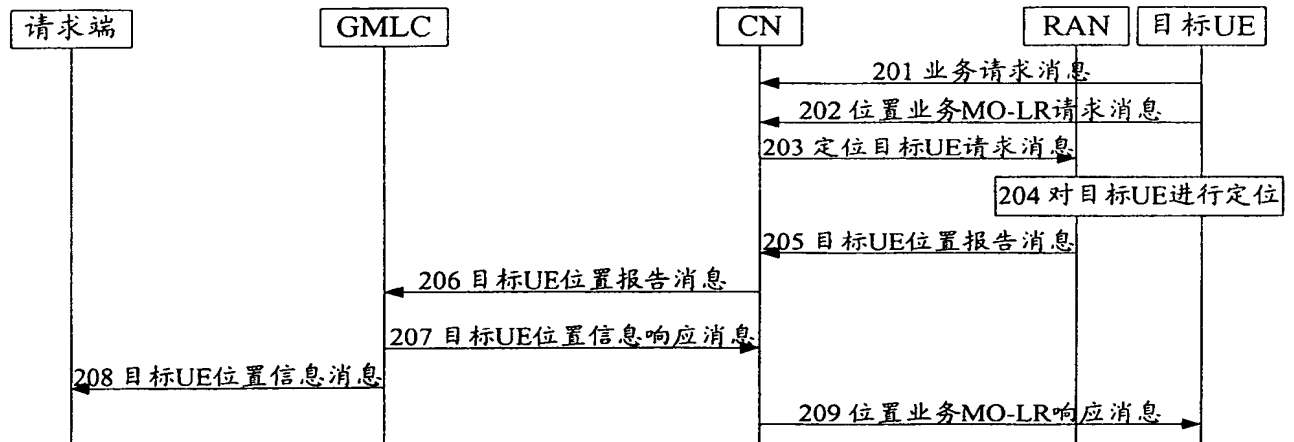 请求端 GMLC CN RAN 目标UE
201 业务请求消息
202 位置业务MO-LR请求消息
203 定位目标UE请求消息
204 对目标UE进行定位
205 目标UE位置报告消息
206 目标UE位置报告消息
207 目标UE位置信息响应消息
208 目标UE位置信息消息
209 位置业务MO-LR响应消息